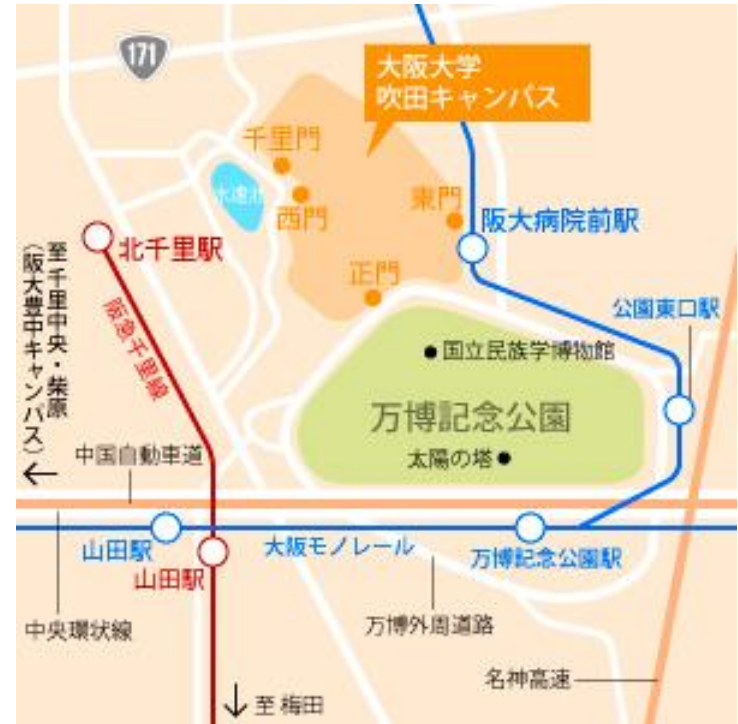 171
大阪大学
吹田キャンパス
千里門
水遠池
西門
東門
阪大病院前駅
北千里駅
正門
至 千里中央・柴原
(阪大豊中キャンパス)
公園東口駅
阪急千里線
国立民族学博物館
万博記念公園
太陽の塔
中国自動車道
山田駅
大阪モノレール
万博記念公園駅
山田駅
中央環状線
万博外周道路
名神高速
至 梅田